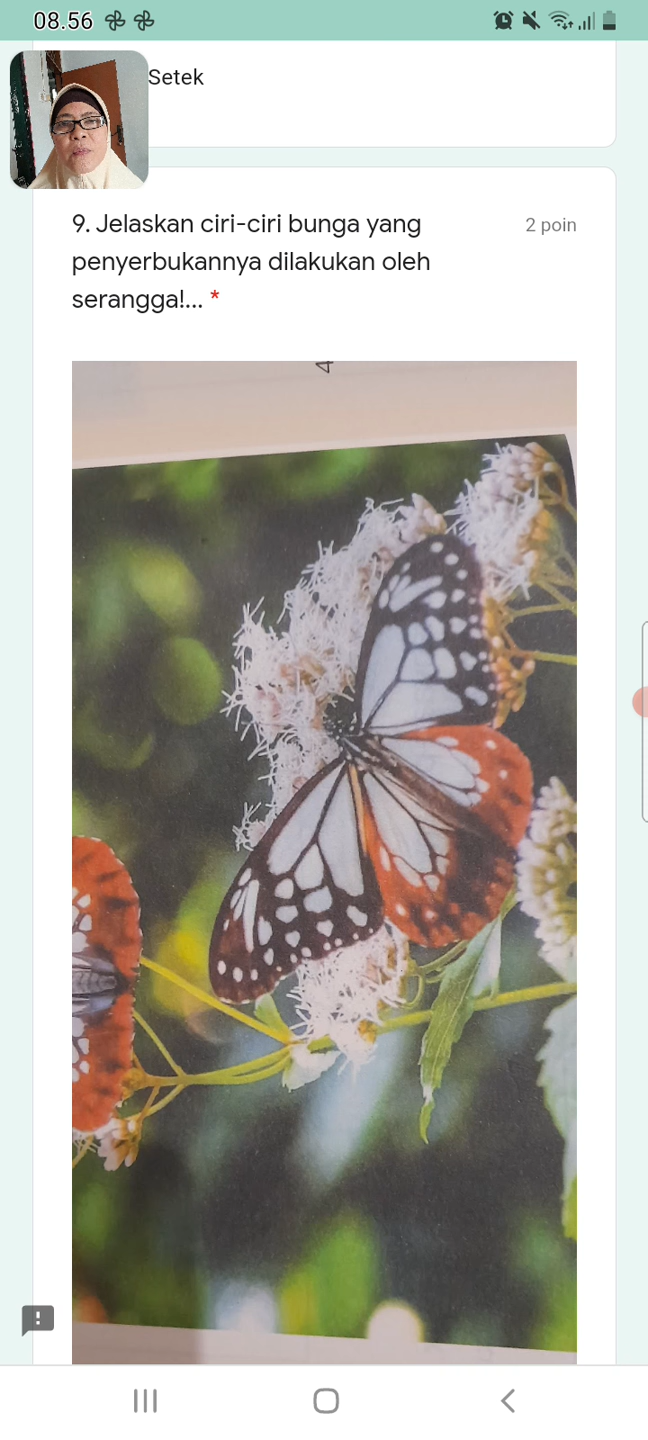 08.56
Setek
9. Jelaskan ciri-ciri bunga yang
penyerbukannya dilakukan oleh
serangga!... *
2 poin